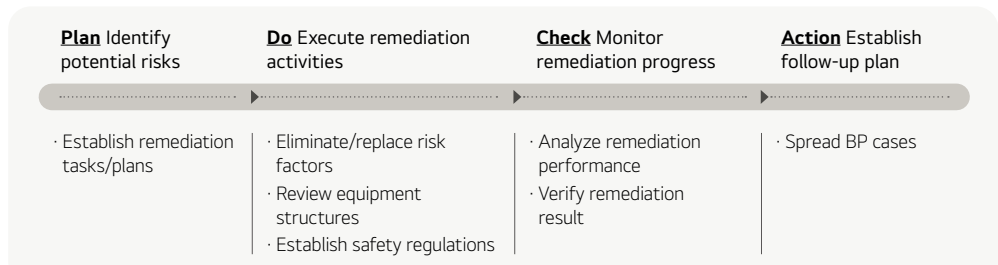 Plan Identify
potential risks
Do Execute remediation
activities
Check Monitor
remediation progress
Action Establish
follow-up plan
· Establish remediation
tasks/plans
· Eliminate/replace risk
factors
· Review equipment
structures
· Establish safety regulations
· Analyze remediation
performance
· Verify remediation
result
· Spread BP cases